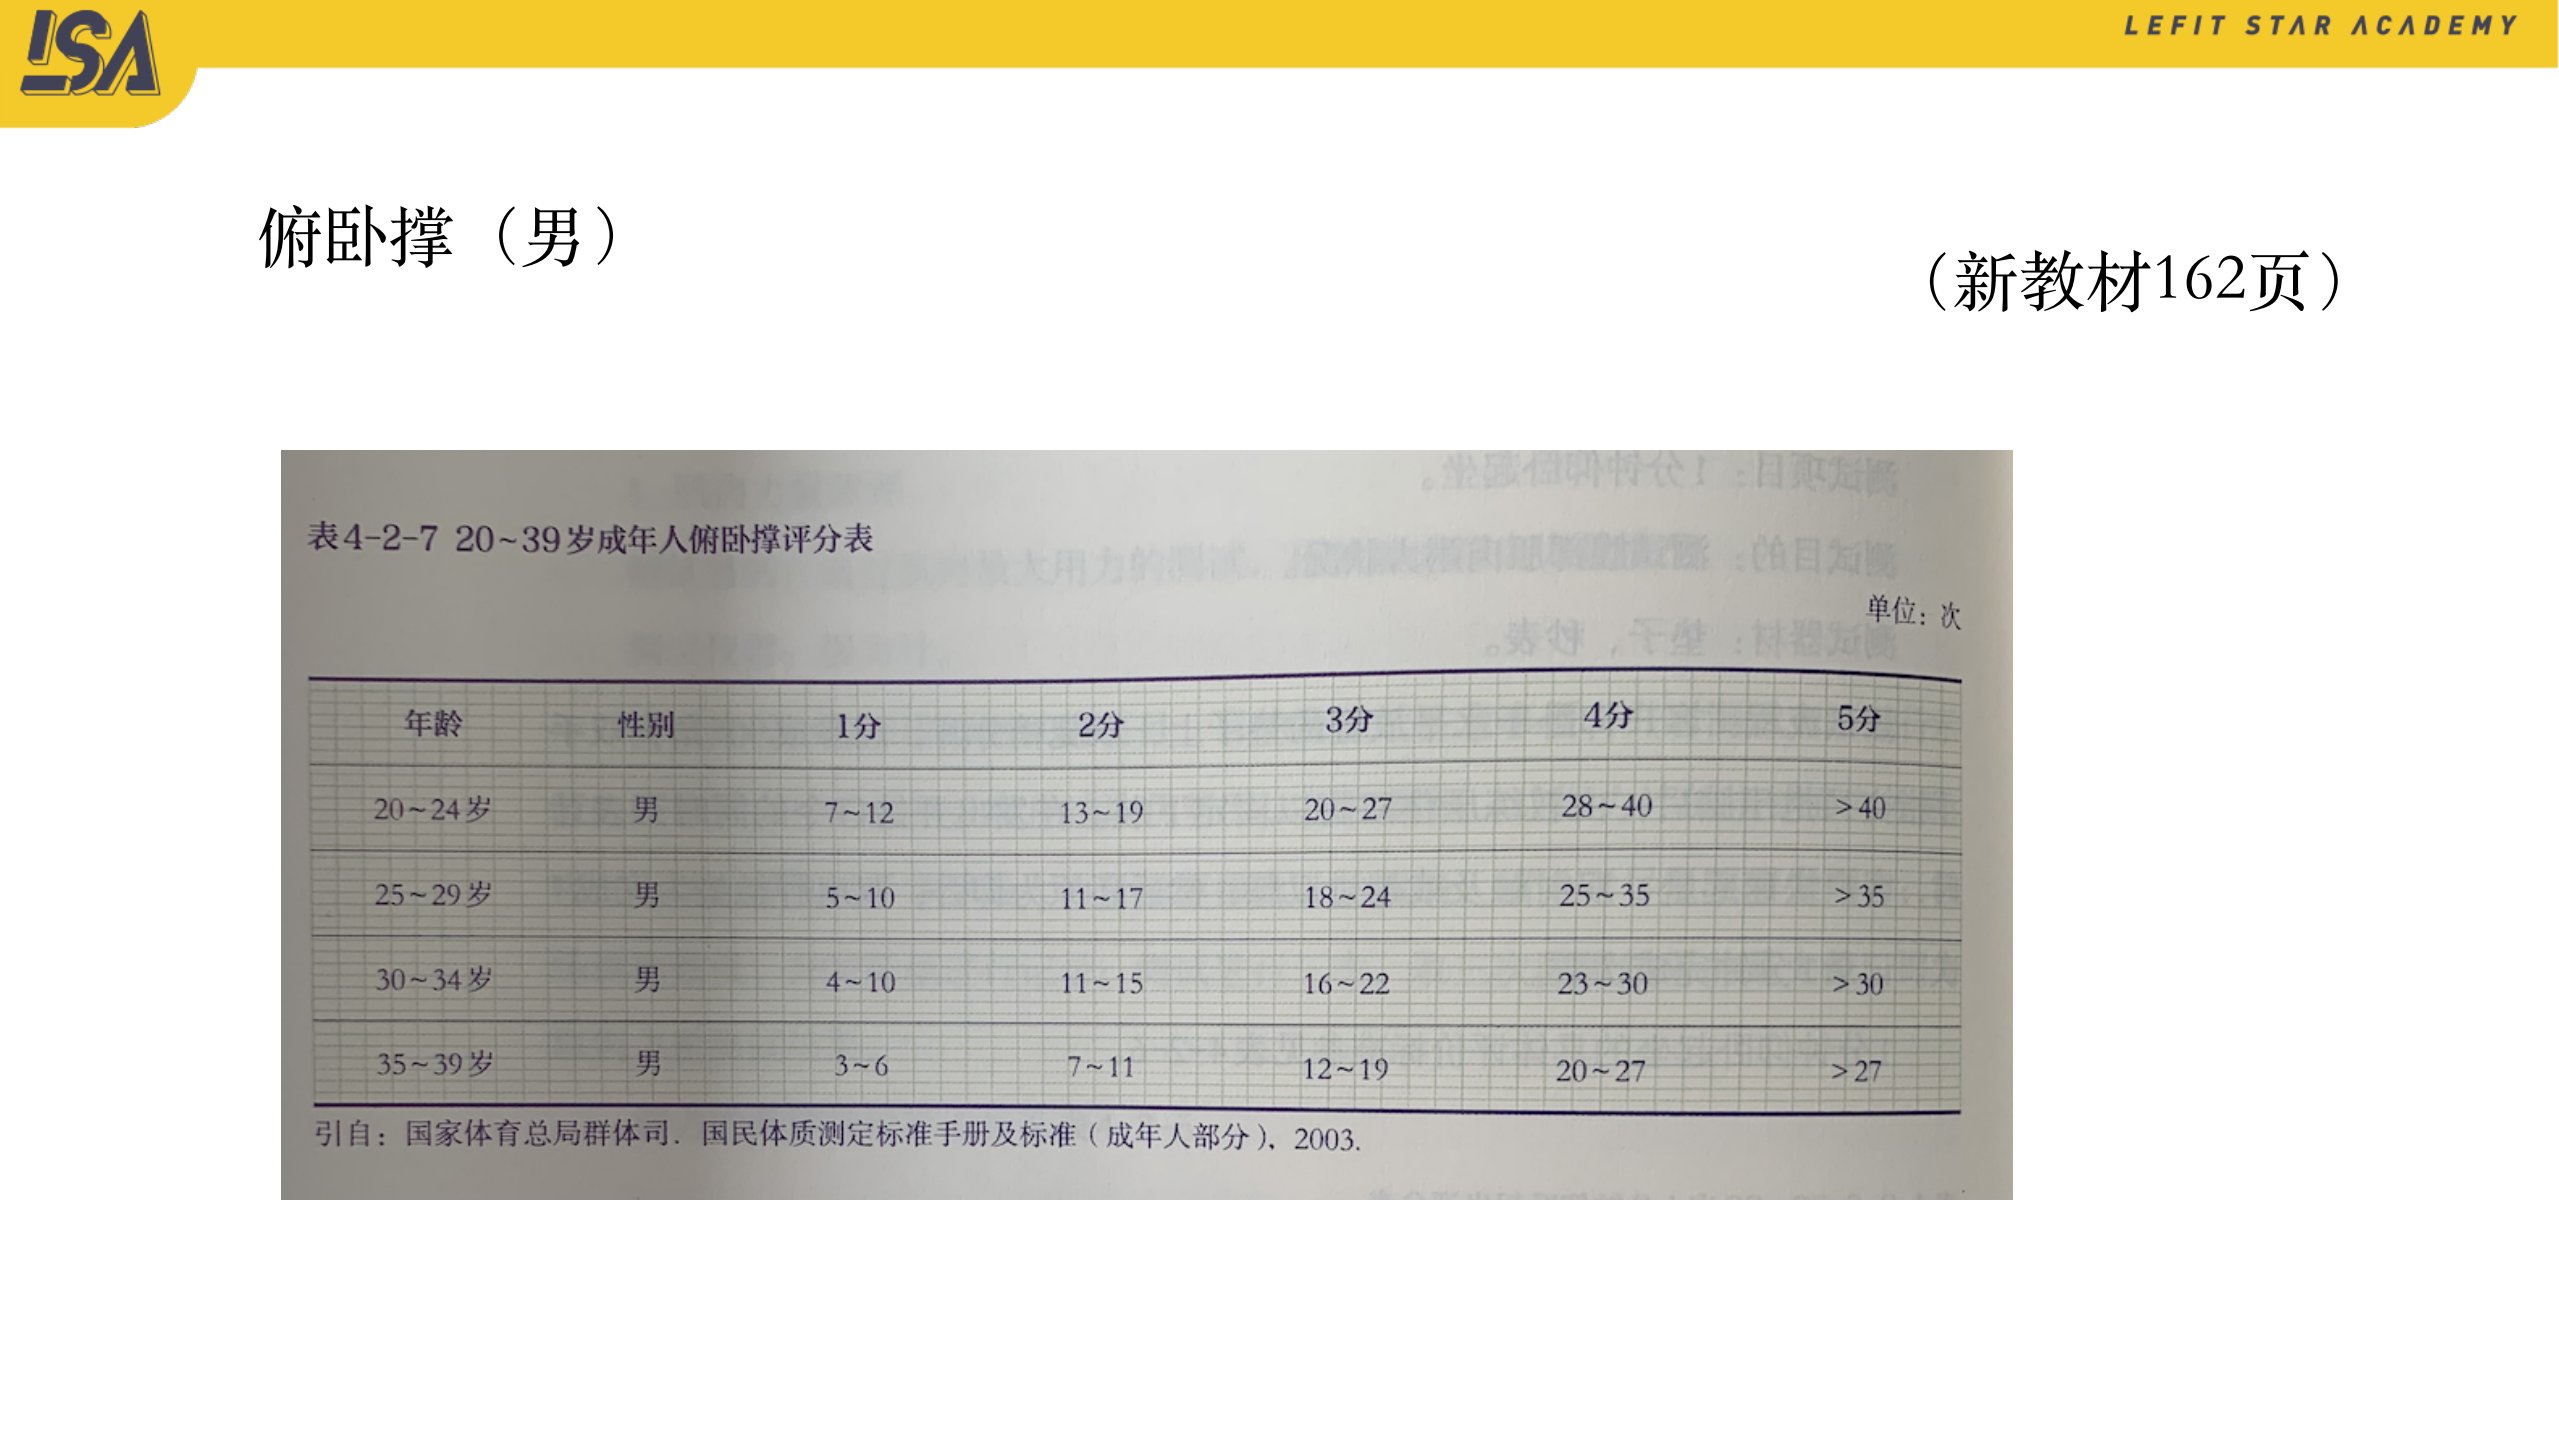 LSA
LEFIT STAR ACADEMY
俯卧撑（男）
（新教材162页）
表4-2-7 20~39岁成年人俯卧撑评分表
单位：次
年龄 性别 1分 2分 3分 4分 5分
20~24岁 男 7~12 13~19 20~27 28~40 >40
25~29岁 男 5~10 11~17 18~24 25~35 >35
30~34岁 男 4~10 11~15 16~22 23~30 >30
35~39岁 男 3~6 7~11 12~19 20~27 >27
引自：国家体育总局群体司. 国民体质测定标准手册及标准（成年人部分），2003.